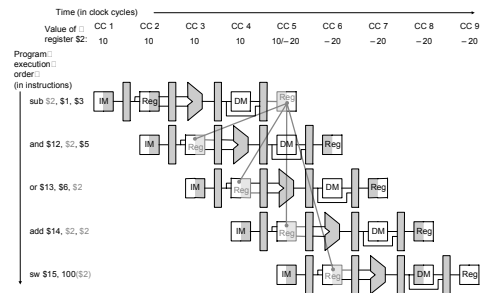 Time (in clock cycles)
CC 1 CC 2 CC 3 CC 4 CC 5 CC 6 CC 7 CC 8 CC 9
Value of
register $2: 10 10 10 10 10/– 20 – 20 – 20 – 20 – 20
Program
execution
order
(in instructions)
sub $2, $1, $3 IM Reg DM Reg
and $12, $2, $5 IM Reg DM Reg
or $13, $6, $2 IM Reg DM Reg
add $14, $2, $2 IM Reg DM Reg
sw $15, 100($2) IM Reg DM Reg